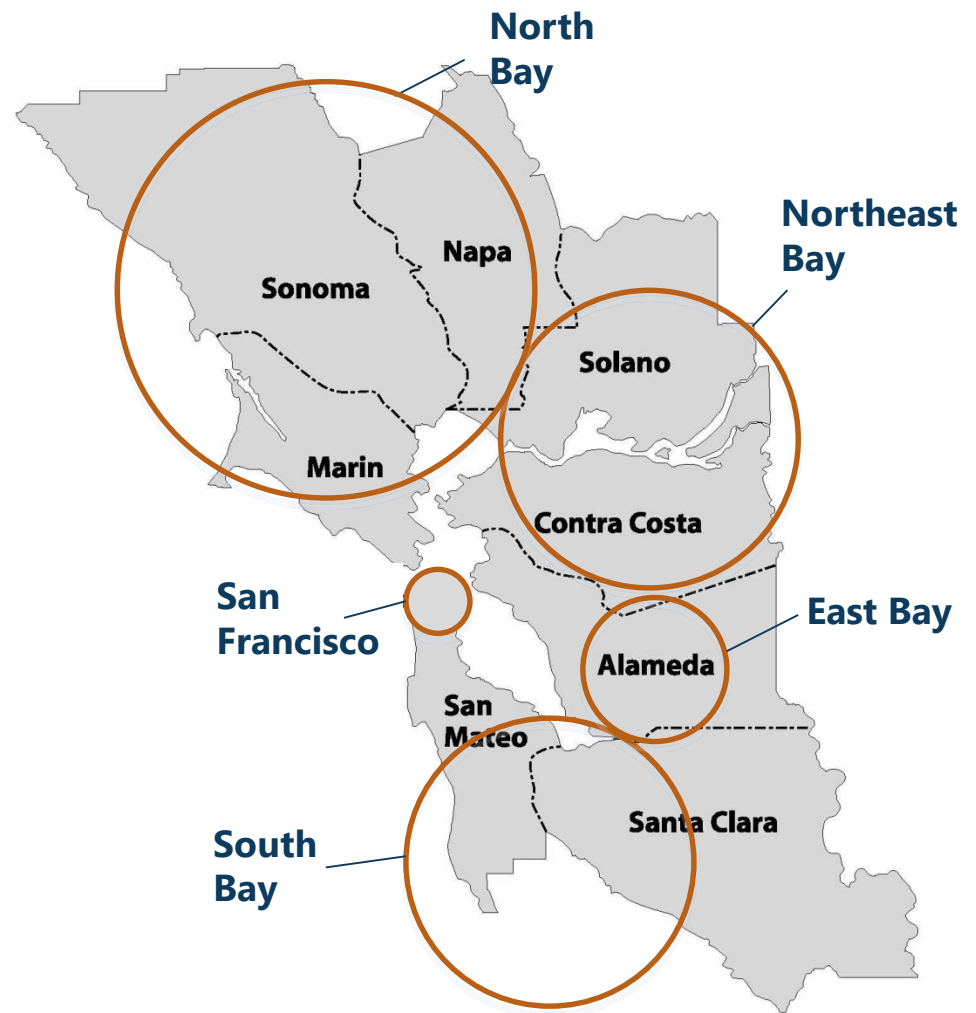 North
Bay
Northeast
Bay
Napa
Sonoma
Solano
Marin
Contra Costa
San
Francisco
East Bay
Alameda
San
Mateo
Santa Clara
South
Bay